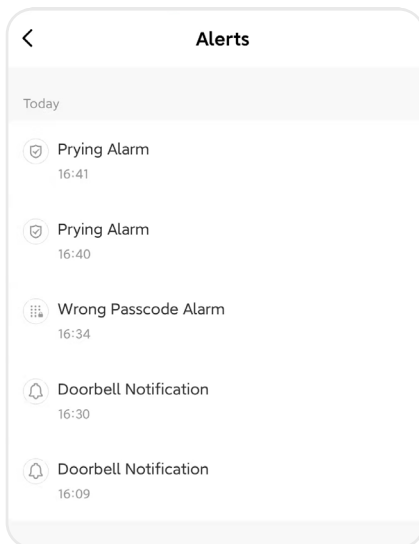 Alerts
Today
Prying Alarm
16:41
Prying Alarm
16:40
Wrong Passcode Alarm
16:34
Doorbell Notification
16:30
Doorbell Notification
16:09